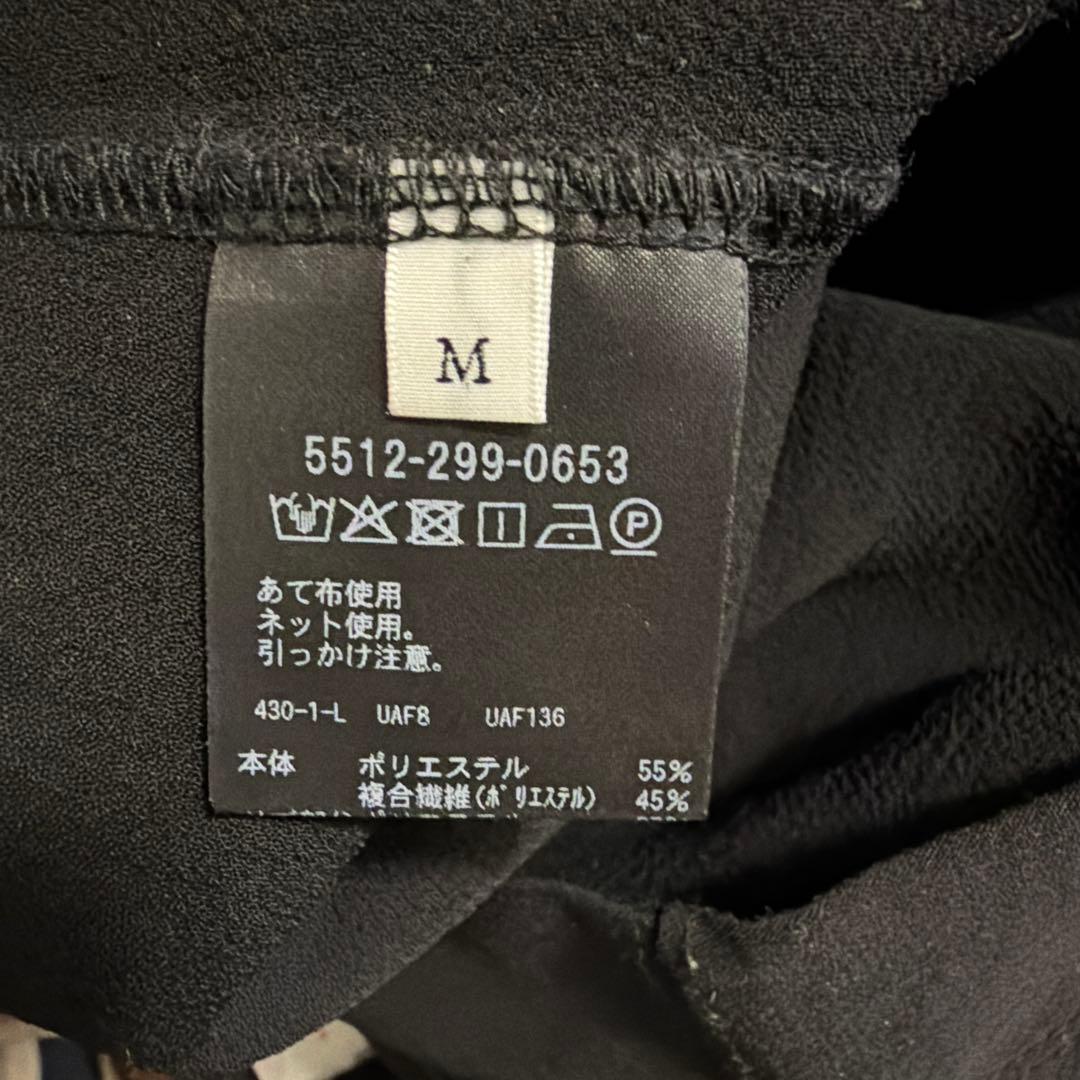 M
5512-299-0653
P
あて布使用
ネット使用。
引っかけ注意。
430-1-L UAF8 UAF136
本体 ポリエステル 55%
複合繊維(ポリエステル) 45%